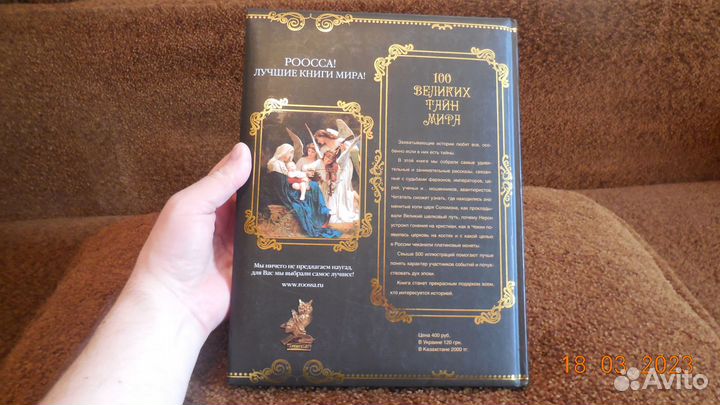 РООССА!
ЛУЧШИЕ КНИГИ МИРА!
Мы ничего не предлагаем наугад,
для Вас мы выбрали самое лучшее!
www.roossa.ru
100
ВЕЛИКИХ
ТАЙН
МИРА
Захватывающие истории любят все, осо-
бенно если в них есть тайны.
В этой книге мы собрали самые удиви-
тельные и занимательные рассказы, связан-
ные с судьбами фараонов, императоров, ца-
рей, ученых и... мошенников, авантюристов.
Читатель сможет узнать, где находились зна-
менитые копи царя Соломона, как проклады-
вали Великий шелковый путь, почему Нерон
устроил гонения на христиан, как в Чехии по-
явилась церковь на костях и с какой целью
в России чеканили платиновые монеты.
Свыше 500 иллюстраций помогают лучше
понять характер участников событий и почув-
ствовать дух эпохи.
Книга станет прекрасным подарком всем,
кто интересуется историей.
Цена 400 руб.
В Украине 120 грн.
В Казахстане 2000 тг.
18 03 2023
Avito